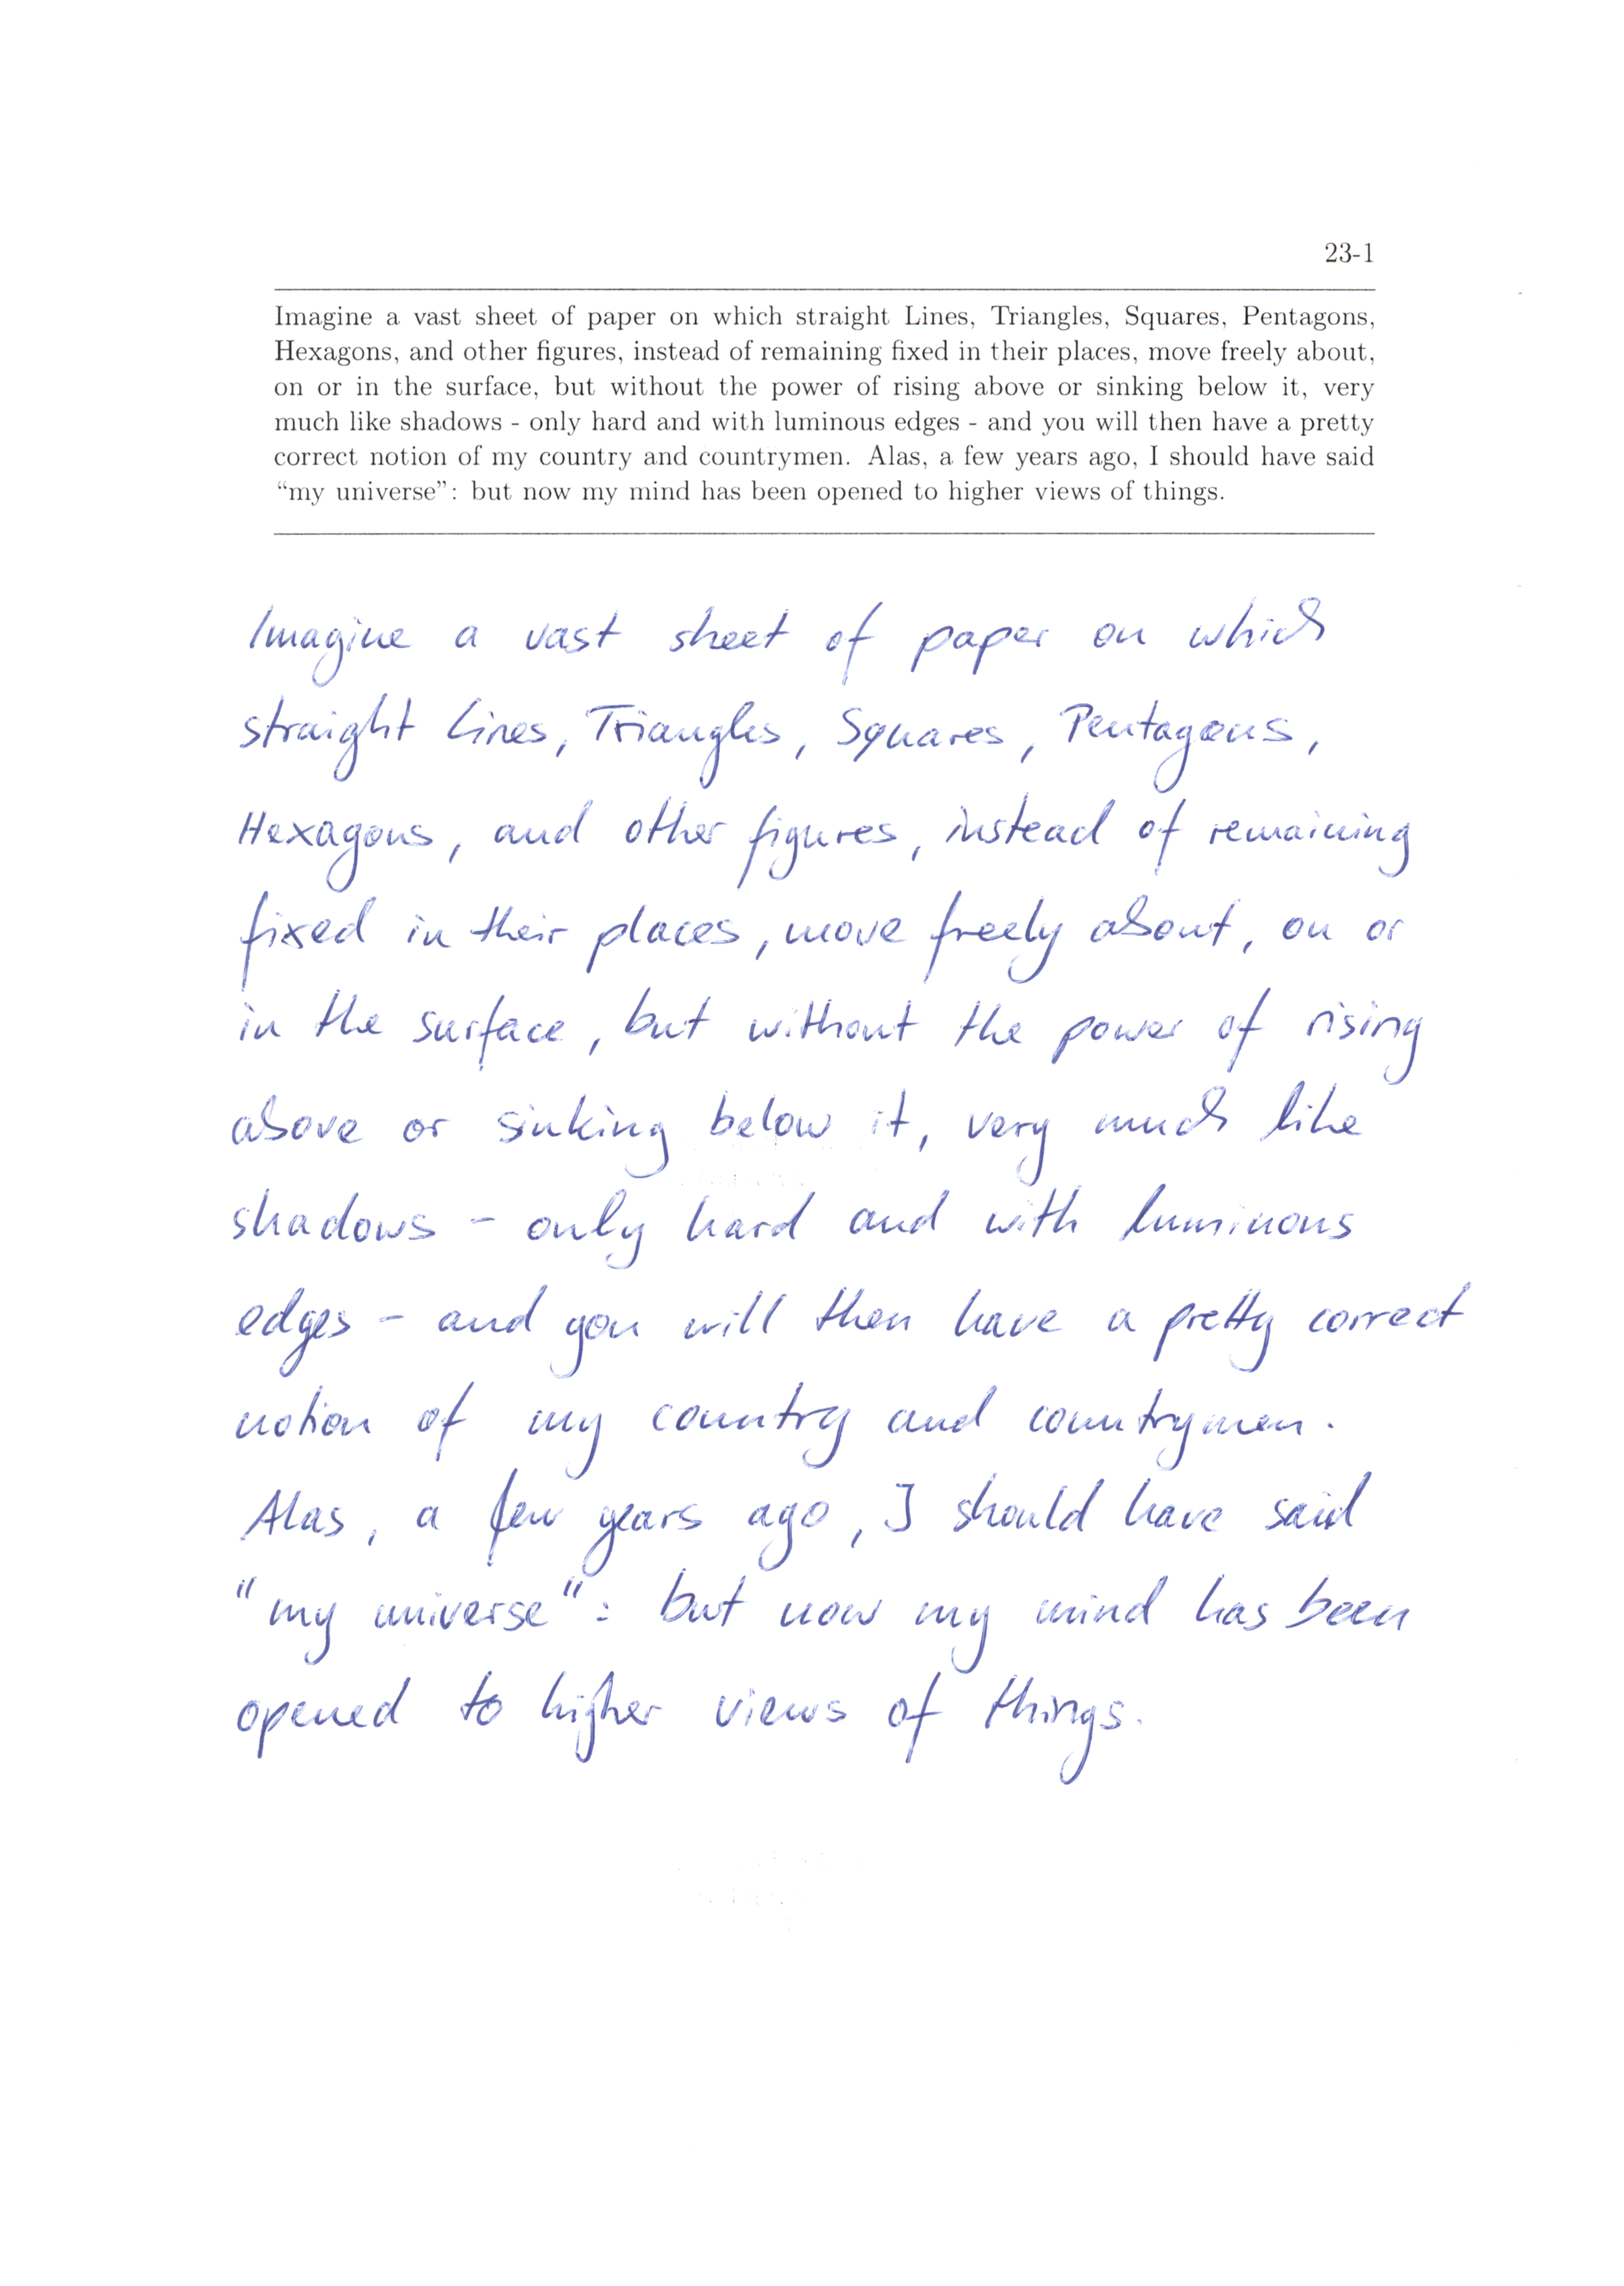 23-1
Imagine a vast sheet of paper on which straight Lines, Triangles, Squares, Pentagons,
Hexagons, and other figures, instead of remaining fixed in their places, move freely about,
on or in the surface, but without the power of rising above or sinking below it, very
much like shadows - only hard and with luminous edges - and you will then have a pretty
correct notion of my country and countrymen. Alas, a few years ago, I should have said
“my universe”: but now my mind has been opened to higher views of things.
Imagine a vast sheet of paper on which
straight Lines, Triangles, Squares, Pentagons,
Hexagons, and other figures, instead of remaining
fixed in their places, move freely about, on or
in the surface, but without the power of rising
above or sinking below it, very much like
shadows - only hard and with luminous
edges - and you will then have a pretty correct
notion of my country and countrymen.
Alas, a few years ago, I should have said
"my universe": but now my mind has been
opened to higher views of things.